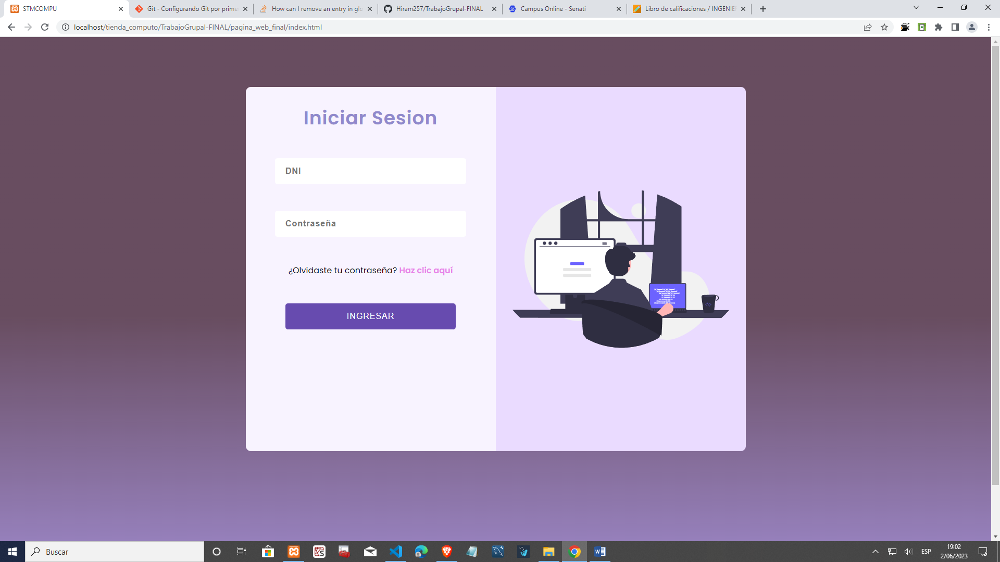 STMCOMPU
Git - Configurando Git por prime
How can I remove an entry in glo
Hiram257/TrabajoGrupal-FINAL
Campus Online - Senati
Libro de calificaciones / INGENIE
localhost/tienda_computo/TrabajoGrupal-FINAL/pagina_web_final/index.html
Iniciar Sesion
DNI
Contraseña
¿Olvidaste tu contraseña? Haz clic aquí
INGRESAR
Buscar
ESP
19:02
2/06/2023